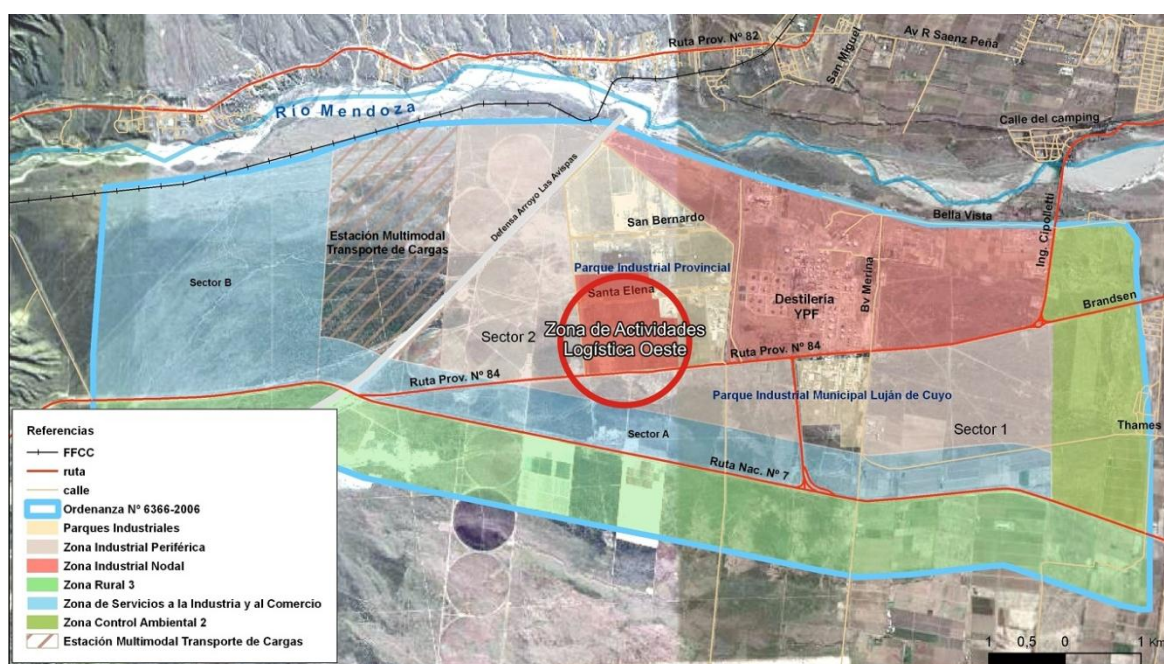 Ruta Prov. Nº 82
Av R Saenz Peña
San Miguel
Río Mendoza
Calle del camping
Defensa Arroyo Las Avispas
San Bernardo
Bella Vista
Ing. Cipolletti
Estación Multimodal
Transporte de Cargas
Parque Industrial Provincial
Sector B
Santa Elena
Destilería
YPF
Bv Merina
Brandsen
Zona de Actividades
Logística Oeste
Sector 2
Ruta Prov. Nº 84
Ruta Prov. Nº 84
Parque Industrial Municipal Luján de Cuyo
Sector A
Sector 1
Thames
Ruta Nac. Nº 7
Referencias
FFCC
ruta
calle
Ordenanza Nº 6366-2006
Parques Industriales
Zona Industrial Periférica
Zona Industrial Nodal
Zona Rural 3
Zona de Servicios a la Industria y al Comercio
Zona Control Ambiental 2
Estación Multimodal Transporte de Cargas
1 0,5 0 1 Km